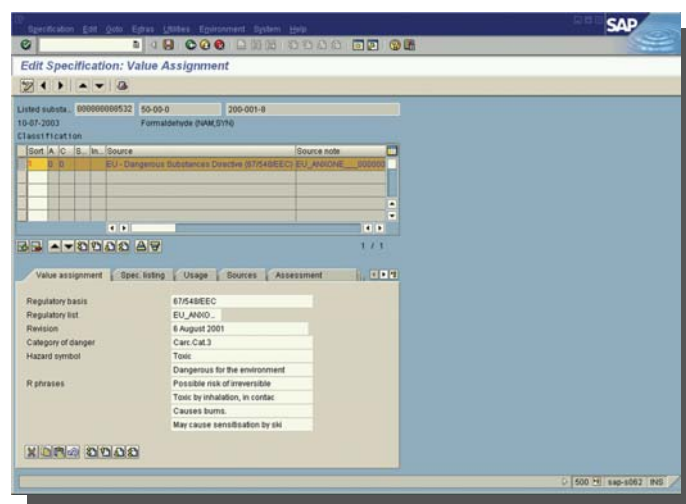 Specification Edit Goto Extras Utilities Environment System Help
SAP
Edit Specification: Value Assignment
Listed substa.. 000000000532 50-00-0 200-001-8
10-07-2003 Formaldehyde (NAM,SYN)
Classification
Sort A C S.. In.. Source Source note
1 EU - Dangerous Substances Directive (67/548/EEC) EU_ANXIONE___000000
1 / 1
Value assignment Spec. listing Usage Sources Assessment
Regulatory basis 67/548/EEC
Regulatory list EU_ANXO..
Revision 6 August 2001
Category of danger Carc.Cat.3
Hazard symbol Toxic
Dangerous for the environment
R phrases Possible risk of irreversible
Toxic by inhalation, in contac
Causes burns.
May cause sensitisation by ski
500 sap-s062 INS